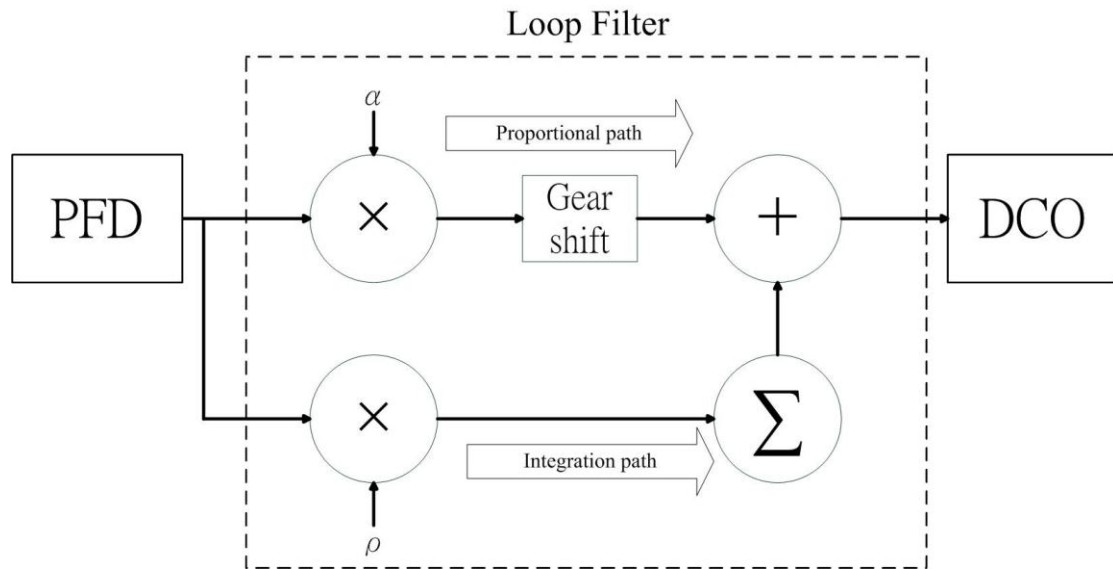 Loop Filter
α
Proportional path
PFD
×
Gear
shift
+
DCO
×
Integration path
∑
ρ